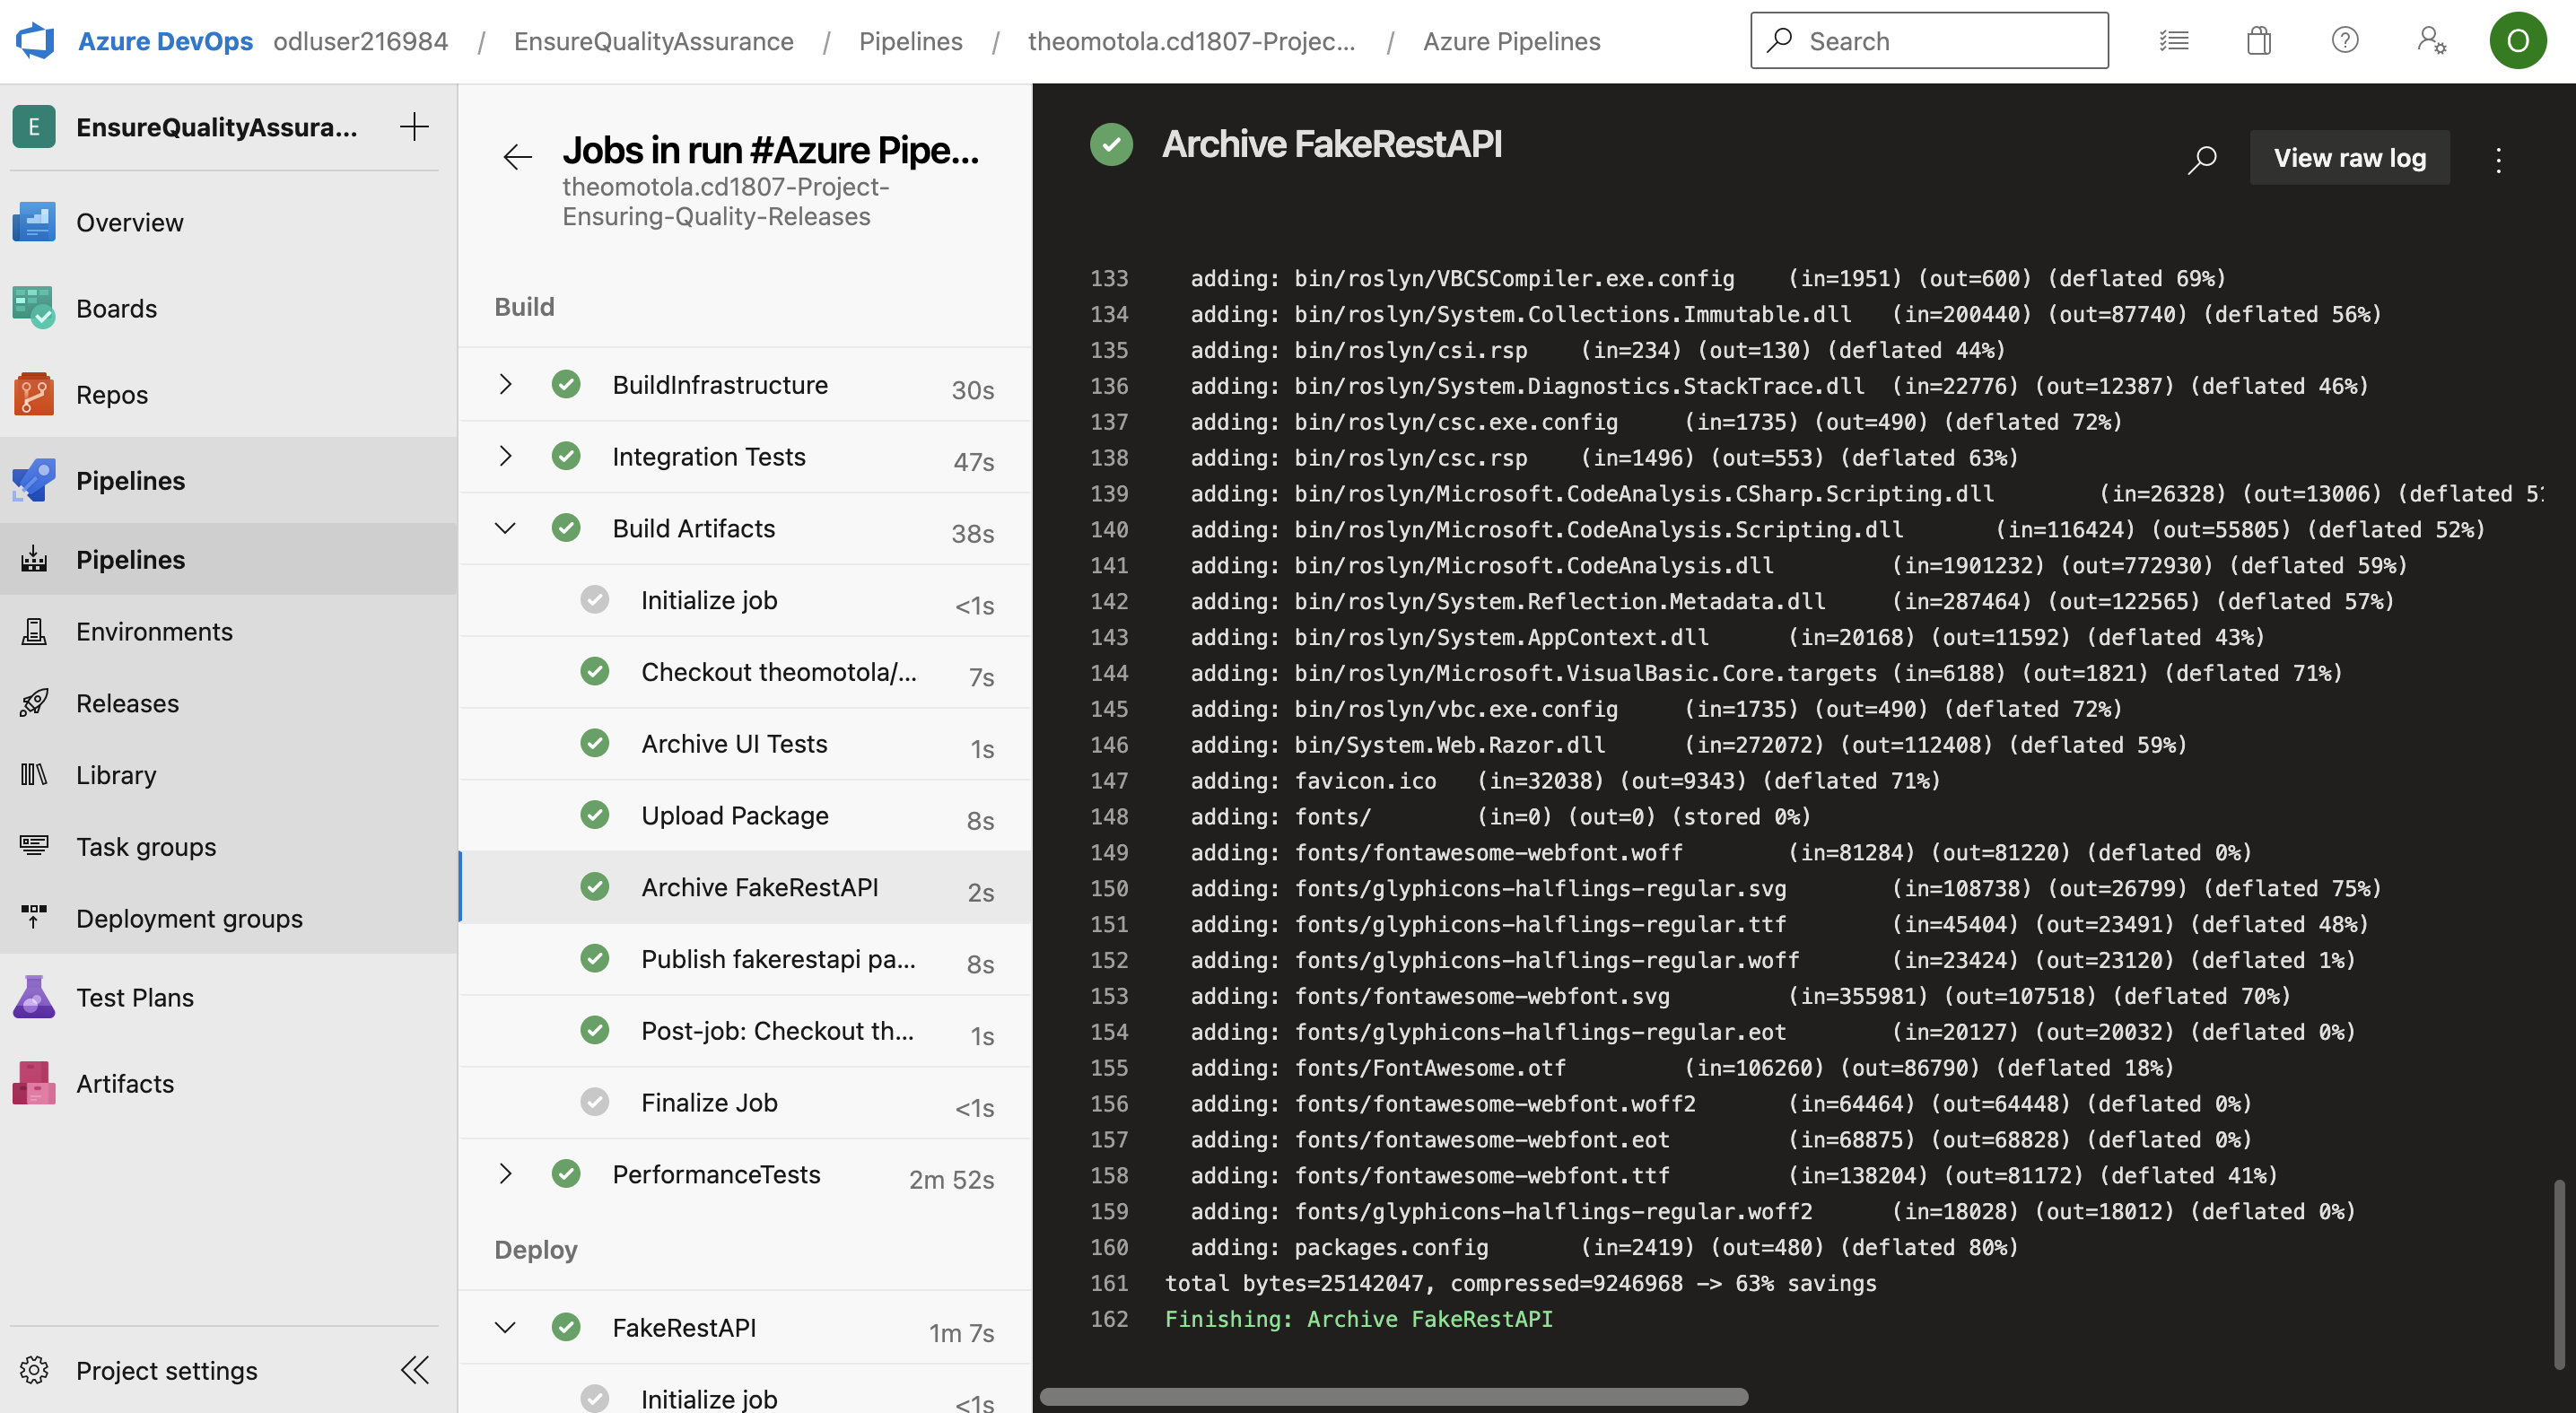 Azure DevOps odluser216984 / EnsureQualityAssurance / Pipelines / theomotola.cd1807-Projec... / Azure Pipelines
Search
O
E EnsureQualityAssura...
Overview
Boards
Repos
Pipelines
Pipelines
Environments
Releases
Library
Task groups
Deployment groups
Test Plans
Artifacts
Project settings
Jobs in run #Azure Pipe...
theomotola.cd1807-Project-
Ensuring-Quality-Releases
Build
BuildInfrastructure 30s
Integration Tests 47s
Build Artifacts 38s
Initialize job <1s
Checkout theomotola/... 7s
Archive UI Tests 1s
Upload Package 8s
Archive FakeRestAPI 2s
Publish fakerestapi pa... 8s
Post-job: Checkout th... 1s
Finalize Job <1s
PerformanceTests 2m 52s
Deploy
FakeRestAPI 1m 7s
Initialize job <1s
Archive FakeRestAPI
View raw log
133 adding: bin/roslyn/VBCSCompiler.exe.config (in=1951) (out=600) (deflated 69%)
134 adding: bin/roslyn/System.Collections.Immutable.dll (in=200440) (out=87740) (deflated 56%)
135 adding: bin/roslyn/csi.rsp (in=234) (out=130) (deflated 44%)
136 adding: bin/roslyn/System.Diagnostics.StackTrace.dll (in=22776) (out=12387) (deflated 46%)
137 adding: bin/roslyn/csc.exe.config (in=1735) (out=490) (deflated 72%)
138 adding: bin/roslyn/csc.rsp (in=1496) (out=553) (deflated 63%)
139 adding: bin/roslyn/Microsoft.CodeAnalysis.CSharp.Scripting.dll (in=26328) (out=13006) (deflated
140 adding: bin/roslyn/Microsoft.CodeAnalysis.Scripting.dll (in=116424) (out=55805) (deflated 52%)
141 adding: bin/roslyn/Microsoft.CodeAnalysis.dll (in=1901232) (out=772930) (deflated 59%)
142 adding: bin/roslyn/System.Reflection.Metadata.dll (in=287464) (out=122565) (deflated 57%)
143 adding: bin/roslyn/System.AppContext.dll (in=20168) (out=11592) (deflated 43%)
144 adding: bin/roslyn/Microsoft.VisualBasic.Core.targets (in=6188) (out=1821) (deflated 71%)
145 adding: bin/roslyn/vbc.exe.config (in=1735) (out=490) (deflated 72%)
146 adding: bin/System.Web.Razor.dll (in=272072) (out=112408) (deflated 59%)
147 adding: favicon.ico (in=32038) (out=9343) (deflated 71%)
148 adding: fonts/ (in=0) (out=0) (stored 0%)
149 adding: fonts/fontawesome-webfont.woff (in=81284) (out=81220) (deflated 0%)
150 adding: fonts/glyphicons-halflings-regular.svg (in=108738) (out=26799) (deflated 75%)
151 adding: fonts/glyphicons-halflings-regular.ttf (in=45404) (out=23491) (deflated 48%)
152 adding: fonts/glyphicons-halflings-regular.woff (in=23424) (out=23120) (deflated 1%)
153 adding: fonts/fontawesome-webfont.svg (in=355981) (out=107518) (deflated 70%)
154 adding: fonts/glyphicons-halflings-regular.eot (in=20127) (out=20032) (deflated 0%)
155 adding: fonts/FontAwesome.otf (in=106260) (out=86790) (deflated 18%)
156 adding: fonts/fontawesome-webfont.woff2 (in=64464) (out=64448) (deflated 0%)
157 adding: fonts/fontawesome-webfont.eot (in=68875) (out=68828) (deflated 0%)
158 adding: fonts/fontawesome-webfont.ttf (in=138204) (out=81172) (deflated 41%)
159 adding: fonts/glyphicons-halflings-regular.woff2 (in=18028) (out=18012) (deflated 0%)
160 adding: packages.config (in=2419) (out=480) (deflated 80%)
161 total bytes=25142047, compressed=9246968 -> 63% savings
162 Finishing: Archive FakeRestAPI